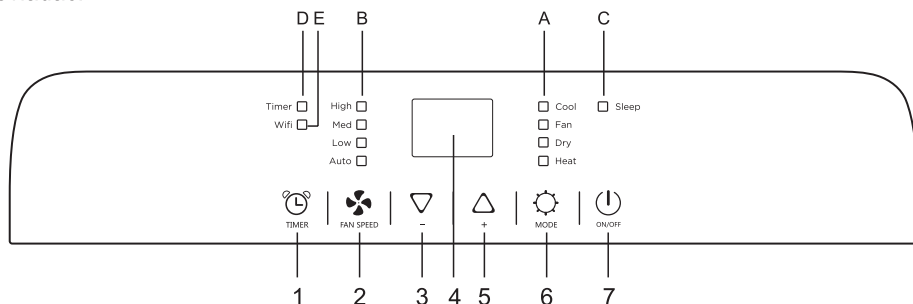 D E B A C
Timer High Cool Sleep
Wifi Med Fan
Low Dry
Auto Heat
TIMER FAN SPEED - + MODE ON/OFF
1 2 3 4 5 6 7